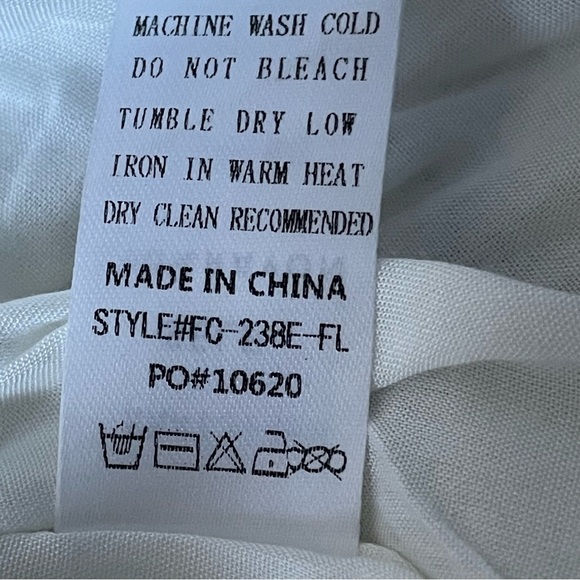 MACHINE WASH COLD
DO NOT BLEACH
TUMBLE DRY LOW
IRON IN WARM HEAT
DRY CLEAN RECOMMENDED
MADE IN CHINA
STYLE#FC-238E-FL
PO#10620